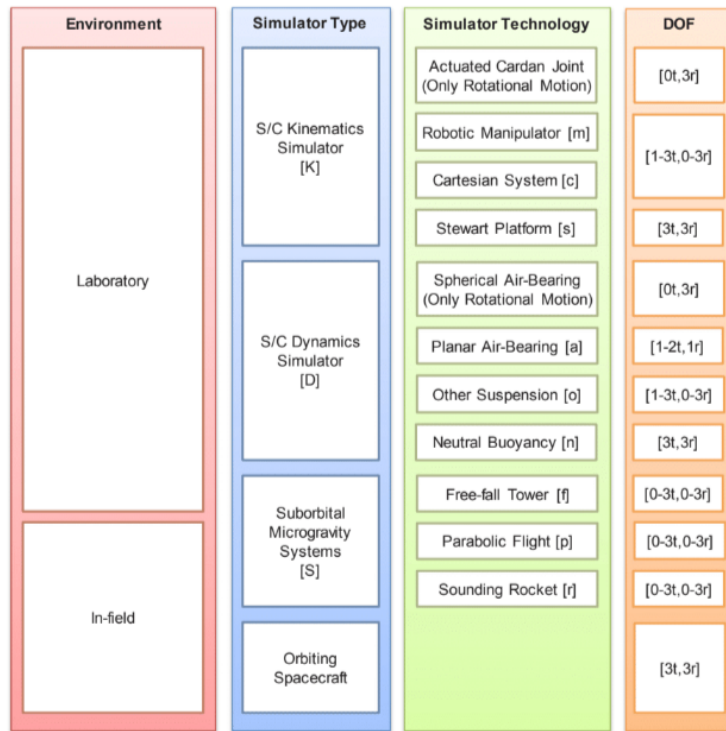 Environment
Laboratory
In-field
Simulator Type
S/C Kinematics
Simulator
[K]
S/C Dynamics
Simulator
[D]
Suborbital
Microgravity
Systems
[S]
Orbiting
Spacecraft
Simulator Technology
Actuated Cardan Joint
(Only Rotational Motion)
Robotic Manipulator [m]
Cartesian System [c]
Stewart Platform [s]
Spherical Air-Bearing
(Only Rotational Motion)
Planar Air-Bearing [a]
Other Suspension [o]
Neutral Buoyancy [n]
Free-fall Tower [f]
Parabolic Flight [p]
Sounding Rocket [r]
DOF
[0t,3r]
[1-3t,0-3r]
[3t,3r]
[0t,3r]
[1-2t,1r]
[1-3t,0-3r]
[3t,3r]
[0-3t,0-3r]
[0-3t,0-3r]
[0-3t,0-3r]
[3t,3r]